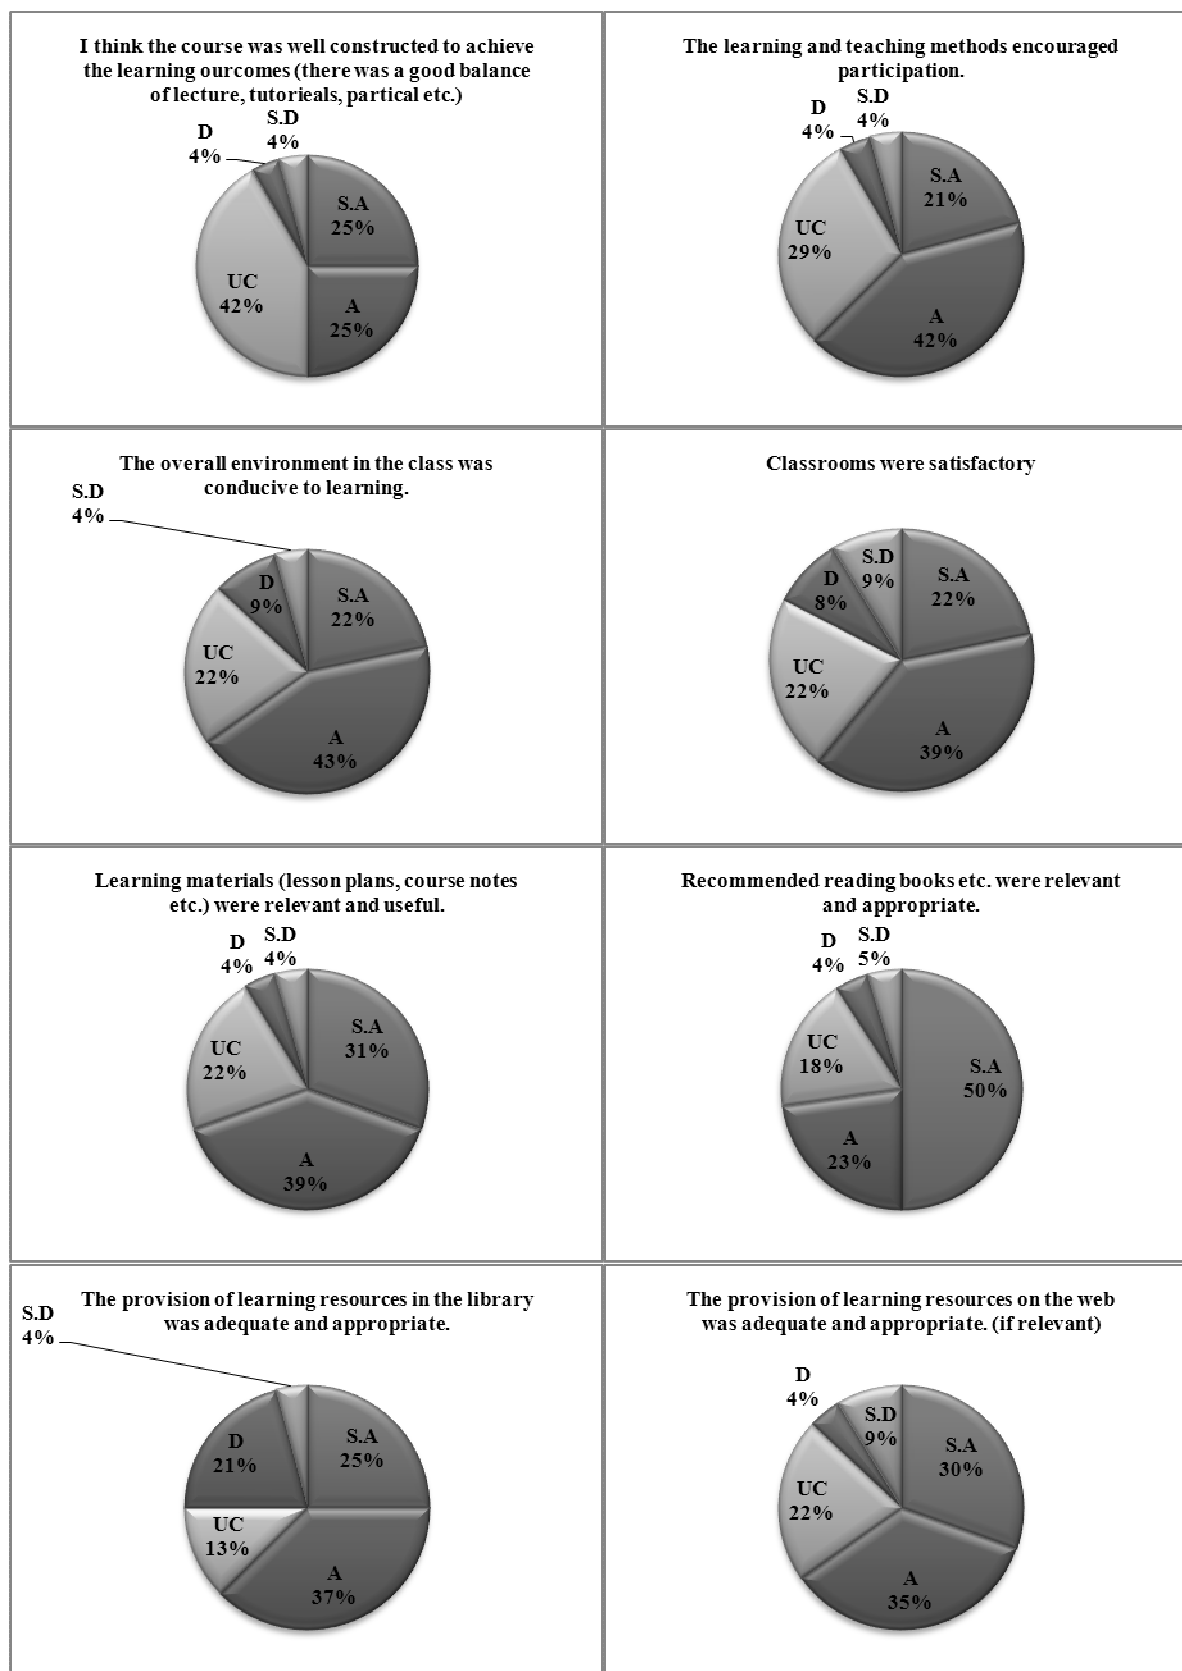 I think the course was well constructed to achieve
the learning ourcomes (there was a good balance
of lecture, tutorieals, partical etc.)
S.D
4%
D
4%
S.A
25%
UC
42%
A
25%
The learning and teaching methods encouraged
participation.
S.D
4%
D
4%
S.A
21%
UC
29%
A
42%
The overall environment in the class was
conducive to learning.
S.D
4%
D
9%
S.A
22%
UC
22%
A
43%
Classrooms were satisfactory
S.D
9%
D
8%
S.A
22%
UC
22%
A
39%
Learning materials (lesson plans, course notes
etc.) were relevant and useful.
D
4%
S.D
4%
S.A
31%
UC
22%
A
39%
Recommended reading books etc. were relevant
and appropriate.
D
4%
S.D
5%
UC
18%
S.A
50%
A
23%
The provision of learning resources in the library
was adequate and appropriate.
S.D
4%
D
21%
S.A
25%
UC
13%
A
37%
The provision of learning resources on the web
was adequate and appropriate. (if relevant)
D
4%
S.D
9%
S.A
30%
UC
22%
A
35%